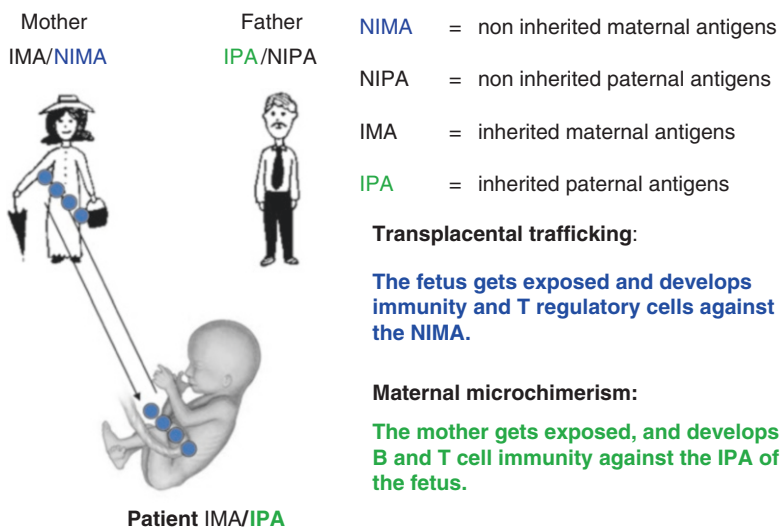 Mother
IMA/NIMA
Father
IPA/NIPA
NIMA = non inherited maternal antigens
NIPA = non inherited paternal antigens
IMA = inherited maternal antigens
IPA = inherited paternal antigens
Transplacental trafficking:
The fetus gets exposed and develops
immunity and T regulatory cells against
the NIMA.
Maternal microchimerism:
The mother gets exposed, and develops
B and T cell immunity against the IPA of
the fetus.
Patient IMA/IPA